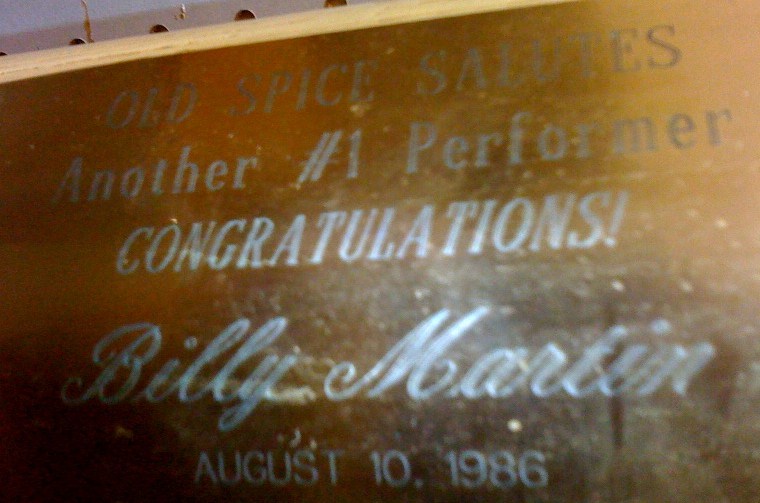 OLD SPICE SALUTES
Another #1 Performer
CONGRATULATIONS!
Billy Martin
AUGUST 10, 1986